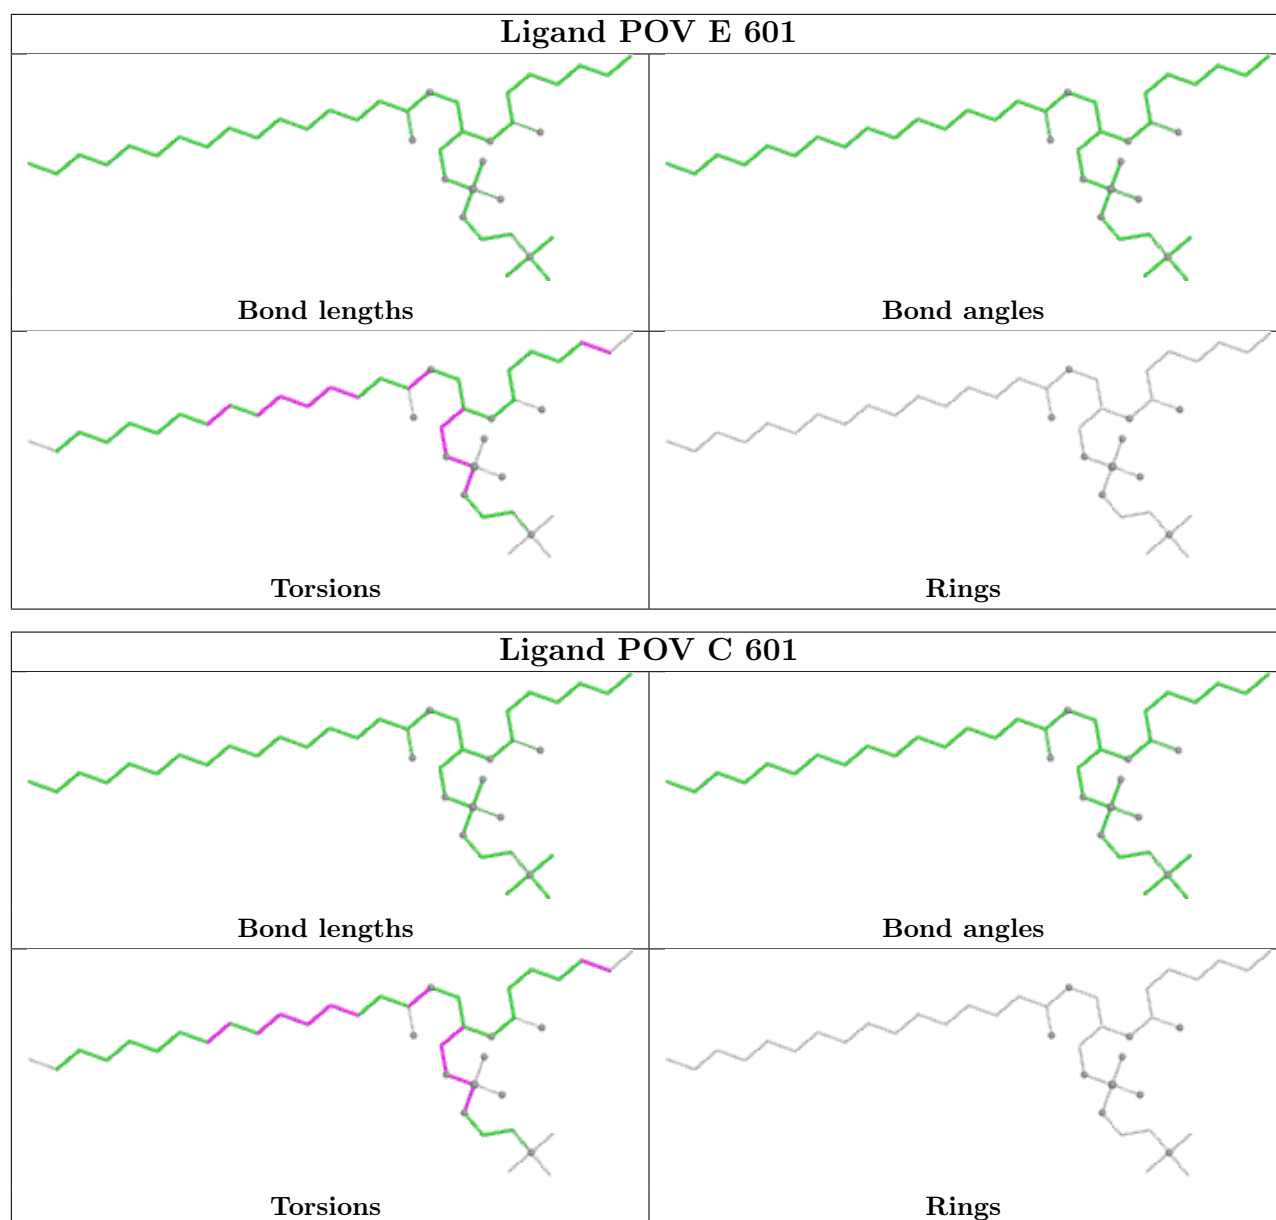 Ligand POV E 601
Bond lengths
Bond angles
Torsions
Rings
Ligand POV C 601
Bond lengths
Bond angles
Torsions
Rings